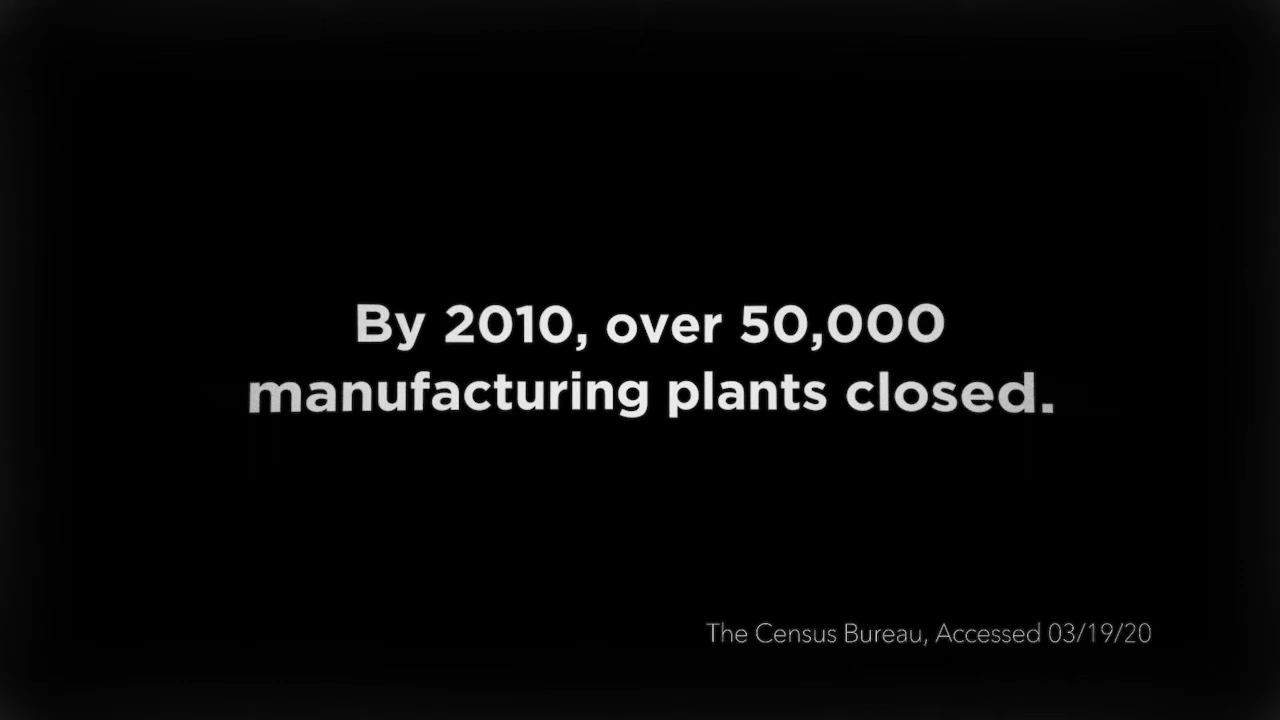 By 2010, over 50,000
manufacturing plants closed.
The Census Bureau, Accessed 03/19/20